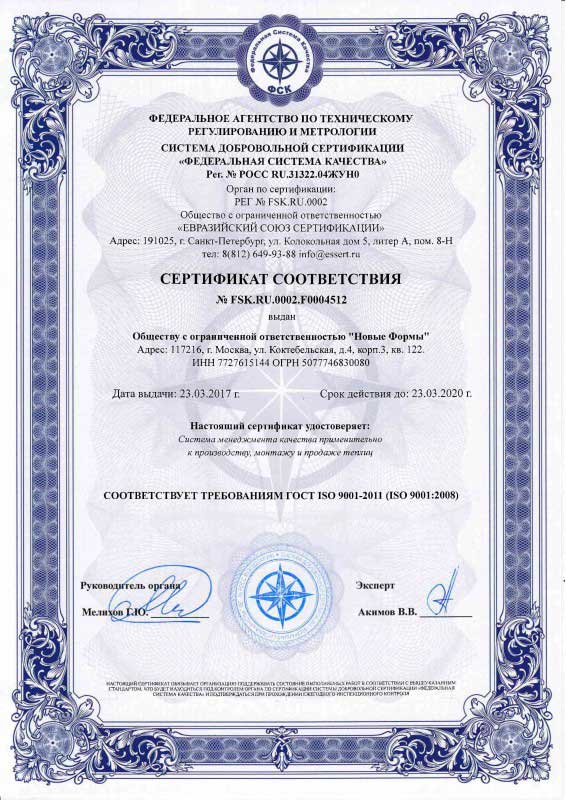 Федеральная Система Качества
ФСК
ФЕДЕРАЛЬНОЕ АГЕНТСТВО ПО ТЕХНИЧЕСКОМУ
РЕГУЛИРОВАНИЮ И МЕТРОЛОГИИ
СИСТЕМА ДОБРОВОЛЬНОЙ СЕРТИФИКАЦИИ
«ФЕДЕРАЛЬНАЯ СИСТЕМА КАЧЕСТВА»
Рег. № РОСС RU.31322.04ЖУН0
Орган по сертификации:
РЕГ № FSK.RU.0002
Общество с ограниченной ответственностью
«ЕВРАЗИЙСКИЙ СОЮЗ СЕРТИФИКАЦИИ»
Адрес: 191025, г. Санкт-Петербург, ул. Колокольная дом 5, литер А, пом. 8-Н
тел: 8(812) 649-93-88 info@essert.ru
СЕРТИФИКАТ СООТВЕТСТВИЯ
№ FSK.RU.0002.F0004512
выдан
Обществу с ограниченной ответственностью "Новые Формы"
Адрес: 117216, г. Москва, ул. Коктебельская, д.4, корп.3, кв. 122.
ИНН 7727615144 ОГРН 5077746830080
Дата выдачи: 23.03.2017 г. Срок действия до: 23.03.2020 г.
Настоящий сертификат удостоверяет:
Система менеджмента качества применительно
к производству, монтажу и продаже теплиц
СООТВЕТСТВУЕТ ТРЕБОВАНИЯМ ГОСТ ISO 9001-2011 (ISO 9001:2008)
Руководитель органа Эксперт
Мелихов Г.Ю. Акимов В.В.
НАСТОЯЩИЙ СЕРТИФИКАТ ОБЯЗЫВАЕТ ОРГАНИЗАЦИЮ ПОДДЕРЖИВАТЬ СОСТОЯНИЕ ВЫПОЛНЯЕМЫХ РАБОТ В СООТВЕТСТВИИ С ВЫШЕУКАЗАННЫМ
СТАНДАРТОМ, ЧТО БУДЕТ НАХОДИТЬСЯ ПОД КОНТРОЛЕМ ОРГАНА ПО СЕРТИФИКАЦИИ СИСТЕМЫ ДОБРОВОЛЬНОЙ СЕРТИФИКАЦИИ «ФЕДЕРАЛЬНАЯ
СИСТЕМА КАЧЕСТВА» И ПОДТВЕРЖДАТЬСЯ ПРИ ПРОХОЖДЕНИИ ЕЖЕГОДНОГО ИНСПЕКЦИОННОГО КОНТРОЛЯ